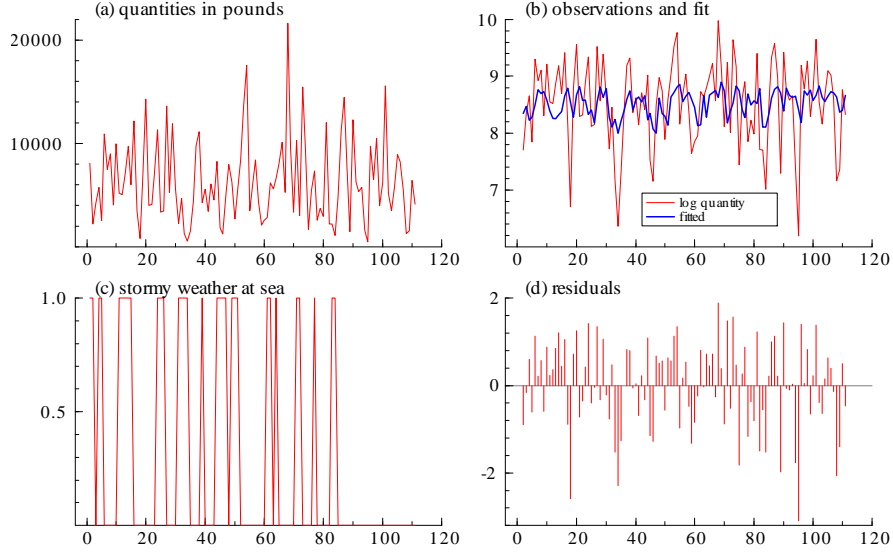 (a) quantities in pounds
20000
10000
0 20 40 60 80 100 120
(b) observations and fit
10
9
8
7
log quantity
fitted
0 20 40 60 80 100 120
(c) stormy weather at sea
1.0
0.5
0 20 40 60 80 100 120
(d) residuals
2
0
-2
0 20 40 60 80 100 120